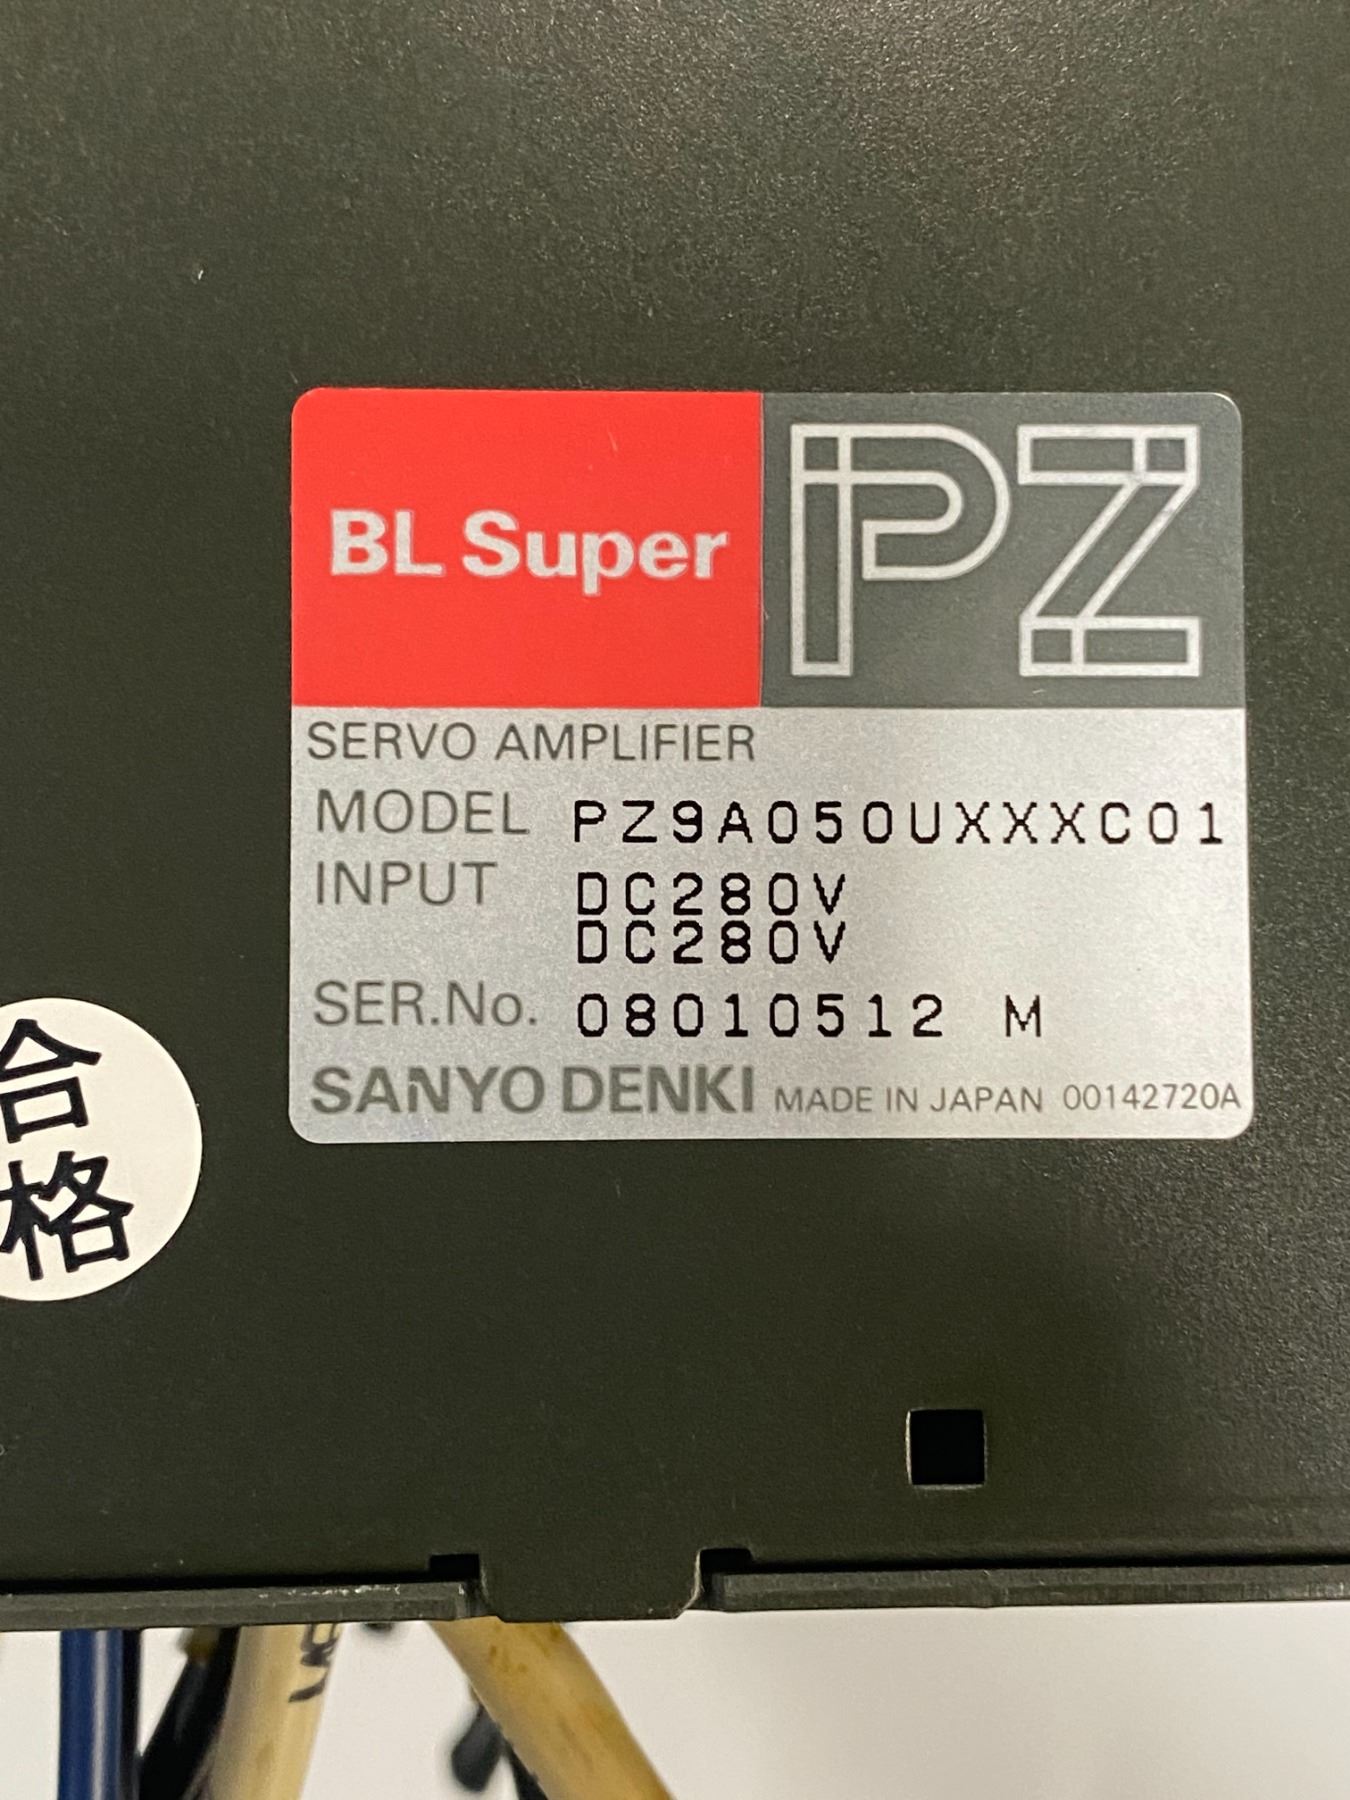 BL Super PZ
SERVO AMPLIFIER
MODEL PZ9A050UXXXC01
INPUT DC280V
DC280V
SER.No. 08010512 M
SANYO DENKI MADE IN JAPAN 00142720A
合
格